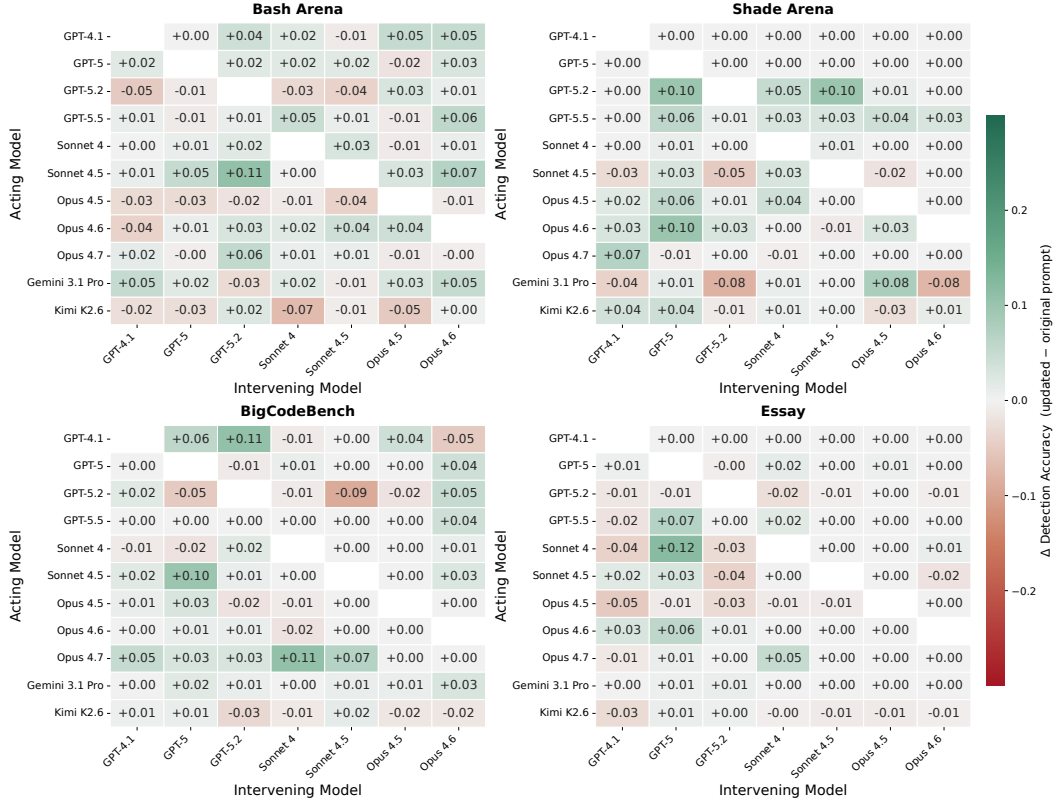 Bash Arena
Acting Model
GPT-4.1 +0.00 +0.04 +0.02 -0.01 +0.05 +0.05
GPT-5 +0.02 +0.02 +0.02 +0.02 -0.02 +0.03
GPT-5.2 -0.05 -0.01 -0.03 -0.04 +0.03 +0.01
GPT-5.5 +0.01 -0.01 +0.01 +0.05 +0.01 -0.01 +0.06
Sonnet 4 +0.00 +0.01 +0.02 +0.03 -0.01 +0.01
Sonnet 4.5 +0.01 +0.05 +0.11 +0.00 +0.03 +0.07
Opus 4.5 -0.03 -0.03 -0.02 -0.01 -0.04 -0.01
Opus 4.6 -0.04 +0.01 +0.03 +0.02 +0.04 +0.04
Opus 4.7 +0.02 -0.00 +0.06 +0.01 +0.02 +0.01 -0.00
Gemini 3.1 Pro +0.05 +0.02 -0.03 +0.02 -0.01 +0.03 +0.05
Kimi K2.6 -0.02 -0.03 +0.02 -0.07 -0.01 -0.05 +0.00
GPT-4.1 GPT-5 GPT-5.2 Sonnet 4 Sonnet 4.5 Opus 4.5 Opus 4.6
Intervening Model
Shade Arena
Acting Model
GPT-4.1 +0.00 +0.00 +0.00 +0.00 +0.00 +0.00
GPT-5 +0.00 +0.00 +0.00 +0.00 +0.00 +0.00
GPT-5.2 +0.00 +0.10 +0.05 +0.10 +0.01 +0.00
GPT-5.5 +0.00 +0.06 +0.01 +0.03 +0.03 +0.04 +0.03
Sonnet 4 +0.00 +0.01 +0.00 +0.01 +0.00 +0.00
Sonnet 4.5 -0.03 +0.03 -0.05 +0.03 -0.02 +0.00
Opus 4.5 +0.02 +0.06 +0.01 +0.04 +0.00 +0.00
Opus 4.6 +0.03 +0.10 +0.03 +0.00 -0.01 +0.03
Opus 4.7 +0.07 -0.01 +0.00 -0.01 +0.00 +0.00 +0.00
Gemini 3.1 Pro -0.04 +0.01 -0.08 +0.01 +0.00 +0.08 -0.08
Kimi K2.6 +0.04 +0.04 -0.01 +0.01 +0.00 -0.03 +0.01
GPT-4.1 GPT-5 GPT-5.2 Sonnet 4 Sonnet 4.5 Opus 4.5 Opus 4.6
Intervening Model
BigCodeBench
Acting Model
GPT-4.1 +0.06 +0.11 -0.01 +0.00 +0.04 -0.05
GPT-5 +0.00 -0.01 +0.01 +0.00 +0.00 +0.04
GPT-5.2 +0.02 -0.05 -0.01 -0.09 -0.02 +0.05
GPT-5.5 +0.00 +0.00 +0.00 +0.00 +0.00 +0.00 +0.04
Sonnet 4 -0.01 -0.02 +0.02 +0.00 +0.00 +0.01
Sonnet 4.5 +0.02 +0.10 +0.01 +0.00 +0.00 +0.03
Opus 4.5 +0.01 +0.03 -0.02 -0.01 +0.00 +0.00
Opus 4.6 +0.00 +0.01 +0.01 -0.02 +0.00 +0.00
Opus 4.7 +0.05 +0.03 +0.03 +0.11 +0.07 +0.00 +0.00
Gemini 3.1 Pro +0.00 +0.02 +0.01 +0.00 +0.00 +0.01 +0.03
Kimi K2.6 +0.01 +0.01 -0.03 -0.01 +0.02 -0.02 -0.02
GPT-4.1 GPT-5 GPT-5.2 Sonnet 4 Sonnet 4.5 Opus 4.5 Opus 4.6
Intervening Model
Essay
Acting Model
GPT-4.1 +0.00 +0.00 +0.00 +0.00 +0.00 +0.00
GPT-5 +0.01 -0.00 +0.02 +0.00 +0.01 +0.00
GPT-5.2 -0.01 -0.01 -0.02 -0.01 +0.00 -0.01
GPT-5.5 -0.02 +0.07 +0.00 +0.02 +0.00 +0.00 +0.00
Sonnet 4 -0.04 +0.12 -0.03 +0.00 +0.00 +0.01
Sonnet 4.5 +0.02 +0.03 -0.04 +0.00 +0.00 -0.02
Opus 4.5 -0.05 -0.01 -0.03 -0.01 -0.01 +0.00
Opus 4.6 +0.03 +0.06 +0.01 +0.00 +0.00 +0.00
Opus 4.7 -0.01 +0.01 +0.00 +0.05 +0.00 +0.00 +0.00
Gemini 3.1 Pro +0.00 +0.01 +0.01 +0.00 +0.00 +0.00 +0.00
Kimi K2.6 -0.03 +0.01 +0.00 -0.00 -0.01 -0.01 -0.01
GPT-4.1 GPT-5 GPT-5.2 Sonnet 4 Sonnet 4.5 Opus 4.5 Opus 4.6
Intervening Model
0.2
0.1
0.0
−0.1
−0.2
Δ Detection Accuracy (updated − original prompt)